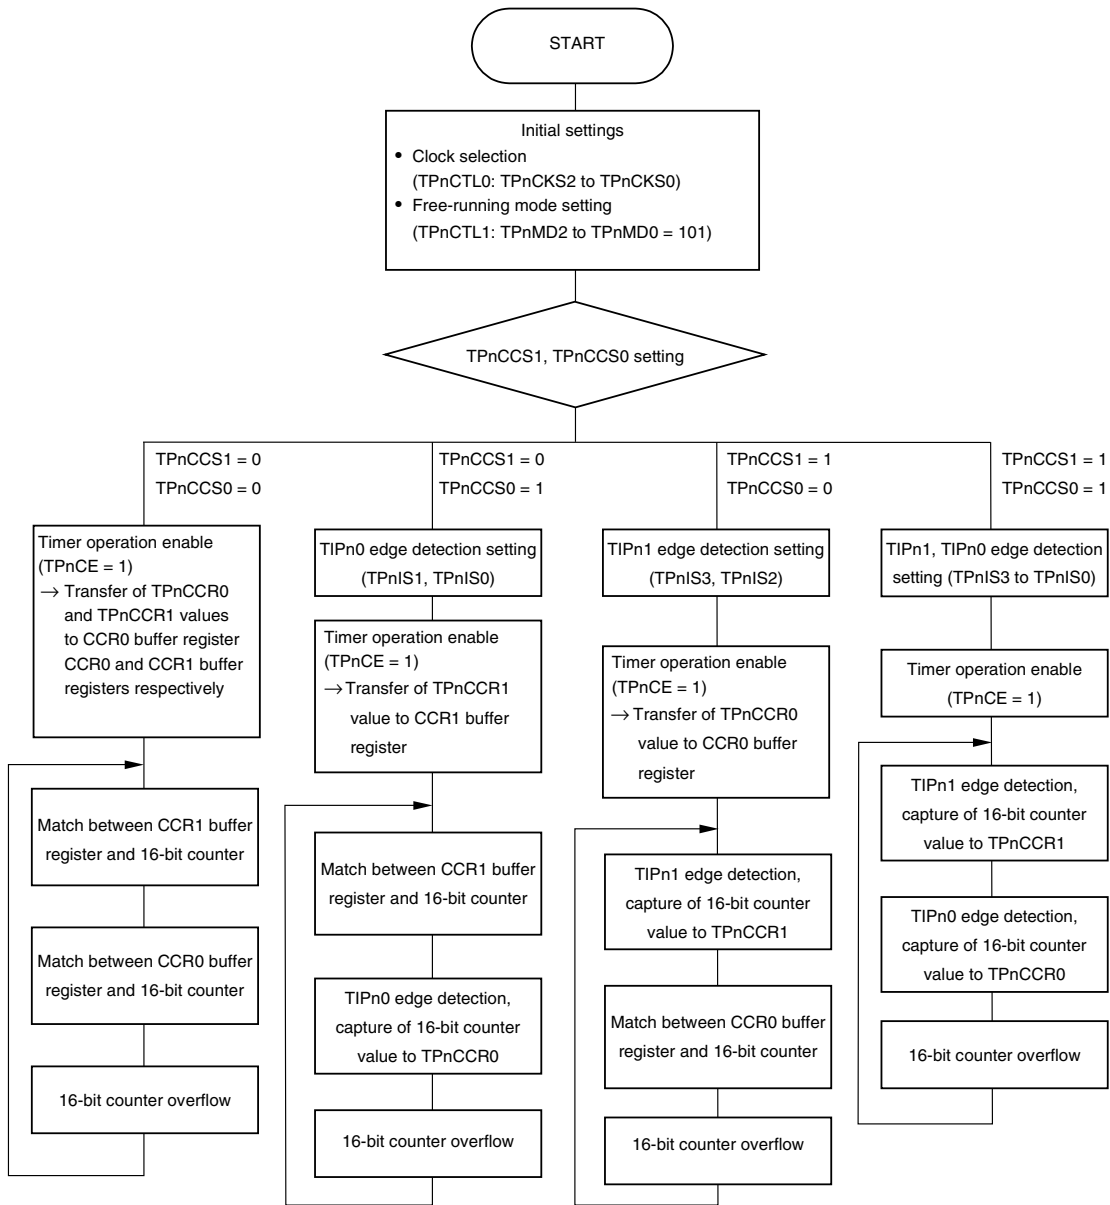 START
Initial settings
• Clock selection
(TPnCTL0: TPnCKS2 to TPnCKS0)
• Free-running mode setting
(TPnCTL1: TPnMD2 to TPnMD0 = 101)
TPnCCS1, TPnCCS0 setting
TPnCCS1 = 0
TPnCCS0 = 0
TPnCCS1 = 0
TPnCCS0 = 1
TPnCCS1 = 1
TPnCCS0 = 0
TPnCCS1 = 1
TPnCCS0 = 1
Timer operation enable
(TPnCE = 1)
→ Transfer of TPnCCR0
and TPnCCR1 values
to CCR0 buffer register
CCR0 and CCR1 buffer
registers respectively
Match between CCR1 buffer
register and 16-bit counter
Match between CCR0 buffer
register and 16-bit counter
16-bit counter overflow
TIPn0 edge detection setting
(TPnIS1, TPnIS0)
Timer operation enable
(TPnCE = 1)
→ Transfer of TPnCCR1
value to CCR1 buffer
register
Match between CCR1 buffer
register and 16-bit counter
TIPn0 edge detection,
capture of 16-bit counter
value to TPnCCR0
16-bit counter overflow
TIPn1 edge detection setting
(TPnIS3, TPnIS2)
Timer operation enable
(TPnCE = 1)
→ Transfer of TPnCCR0
value to CCR0 buffer
register
TIPn1 edge detection,
capture of 16-bit counter
value to TPnCCR1
Match between CCR0 buffer
register and 16-bit counter
16-bit counter overflow
TIPn1, TIPn0 edge detection
setting (TPnIS3 to TPnIS0)
Timer operation enable
(TPnCE = 1)
TIPn1 edge detection,
capture of 16-bit counter
value to TPnCCR1
TIPn0 edge detection,
capture of 16-bit counter
value to TPnCCR0
16-bit counter overflow